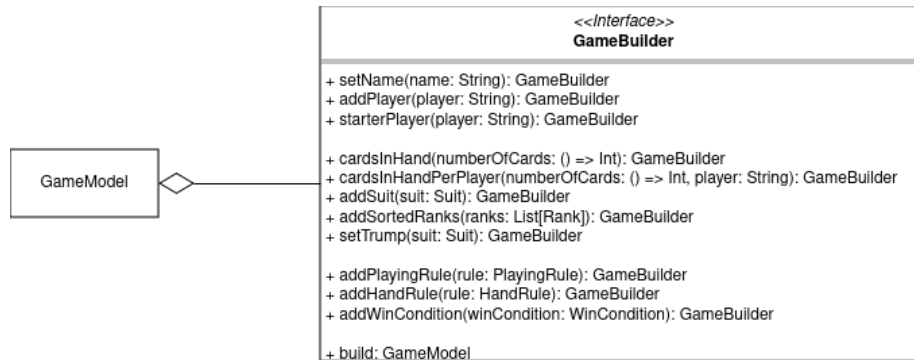 <<Interface>>
GameBuilder
+ setName(name: String): GameBuilder
+ addPlayer(player: String): GameBuilder
+ starterPlayer(player: String): GameBuilder
+ cardsInHand(numberOfCards: () => Int): GameBuilder
+ cardsInHandPerPlayer(numberOfCards: () => Int, player: String): GameBuilder
+ addSuit(suit: Suit): GameBuilder
+ addSortedRanks(ranks: List[Rank]): GameBuilder
+ setTrump(suit: Suit): GameBuilder
+ addPlayingRule(rule: PlayingRule): GameBuilder
+ addHandRule(rule: HandRule): GameBuilder
+ addWinCondition(winCondition: WinCondition): GameBuilder
+ build: GameModel
GameModel